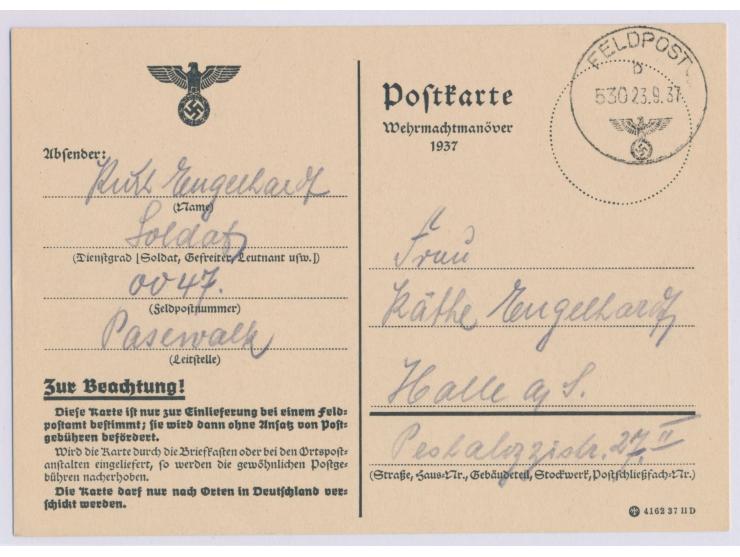 Absender:
Kurt Engelhardt
(Name)
Soldat
(Dienstgrad [Soldat, Gefreiter, Leutnant usw.])
0047.
(Feldpostnummer)
Pasewalk
(Leitstelle)
Zur Beachtung!
Diese Karte ist nur zur Einlieferung bei einem Feld-
postamt bestimmt; sie wird dann ohne Ansatz von Post-
gebühren befördert.
Wird die Karte durch die Briefkasten oder bei den Ortspost-
anstalten eingeliefert, so werden die gewöhnlichen Postge-
bühren nacherhoben.
Die Karte darf nur nach Orten in Deutschland ver-
schickt werden.
Postkarte
Wehrmachtmanöver
1937
FELDPOST
b
530 23.9.37
Frau
Käthe Engelhardt
Halle a/S.
Pestalozzistr. 27. II
(Straße, Haus-Nr., Gebäudeteil, Stockwerk, Postschließfach-Nr.)
4162 37 II D